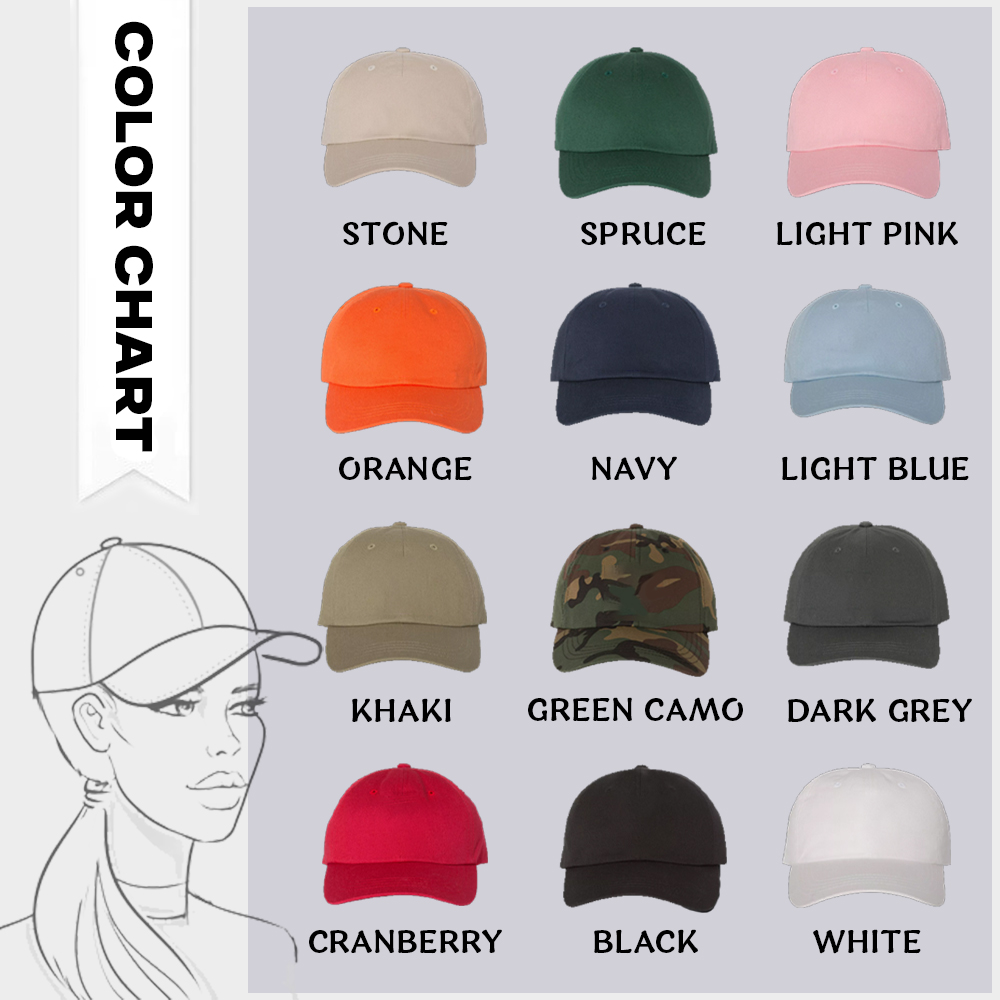 COLOR CHART
STONE
SPRUCE
LIGHT PINK
ORANGE
NAVY
LIGHT BLUE
KHAKI
GREEN CAMO
DARK GREY
CRANBERRY
BLACK
WHITE